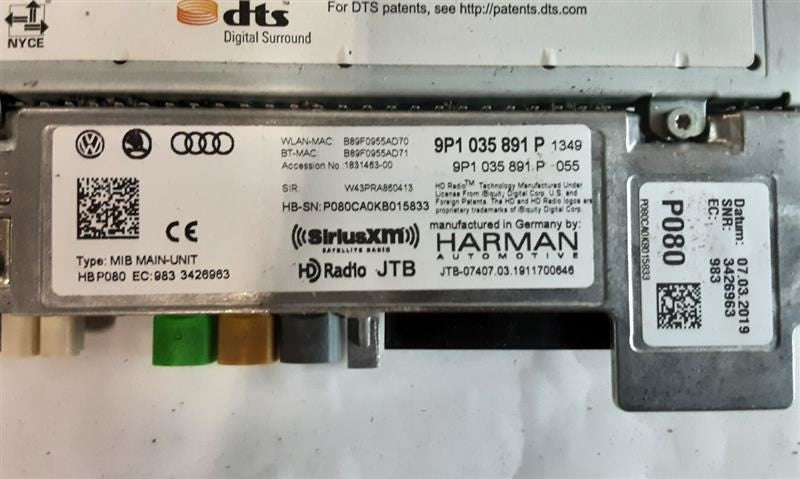 NYCE
dts
Digital Surround
For DTS patents, see http://patents.dts.com
WLAN-MAC: B89F0955AD70
BT-MAC: B89F0955AD71
Accession No.: 1831463-00
9P1 035 891 P 1349
9P1 035 891 P 055
SIR: W43PRA860413
HB-SN: P080CA0KB015833
HD Radio™ Technology Manufactured Under
License From iBiquity Digital Corp. U.S. and
Foreign Patents. The HD and HD Radio logos are
proprietary trademarks of iBiquity Digital Corp.
CE
Type: MIB MAIN-UNIT
HB P080 EC: 983 3426963
SiriusXM
SATELLITE RADIO
HD Radio JTB
manufactured in Germany by:
HARMAN
AUTOMOTIVE
JTB-07407.03.1911700646
Datum: 07.03.2019
SNR: 3426963
EC: 983
P080
P080CA0KB015833